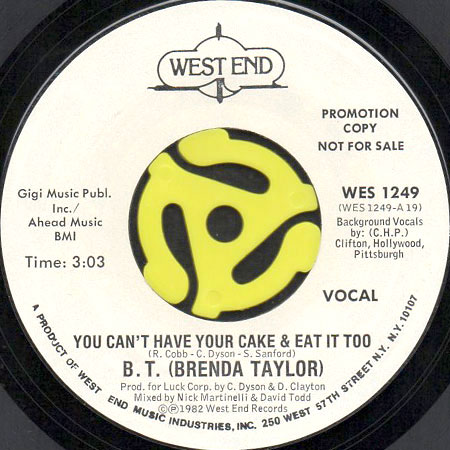 WEST END
PROMOTION
COPY
NOT FOR SALE
Gigi Music Publ.
Inc./
Ahead Music
BMI
Time: 3:03
WES 1249
(WES 1249-A 19)
Background Vocals
by: (C.H.P.)
Clifton, Hollywood,
Pittsburgh
VOCAL
YOU CAN'T HAVE YOUR CAKE & EAT IT TOO
(R. Cobb - C. Dyson - S. Sanford)
B.T. (BRENDA TAYLOR)
Prod. for Luck Corp. by C. Dyson & D. Clayton
Mixed by Nick Martinelli & David Todd
©℗1982 West End Records
A PRODUCT OF WEST END MUSIC INDUSTRIES, INC. 250 WEST 57TH STREET N.Y. N.Y. 10107